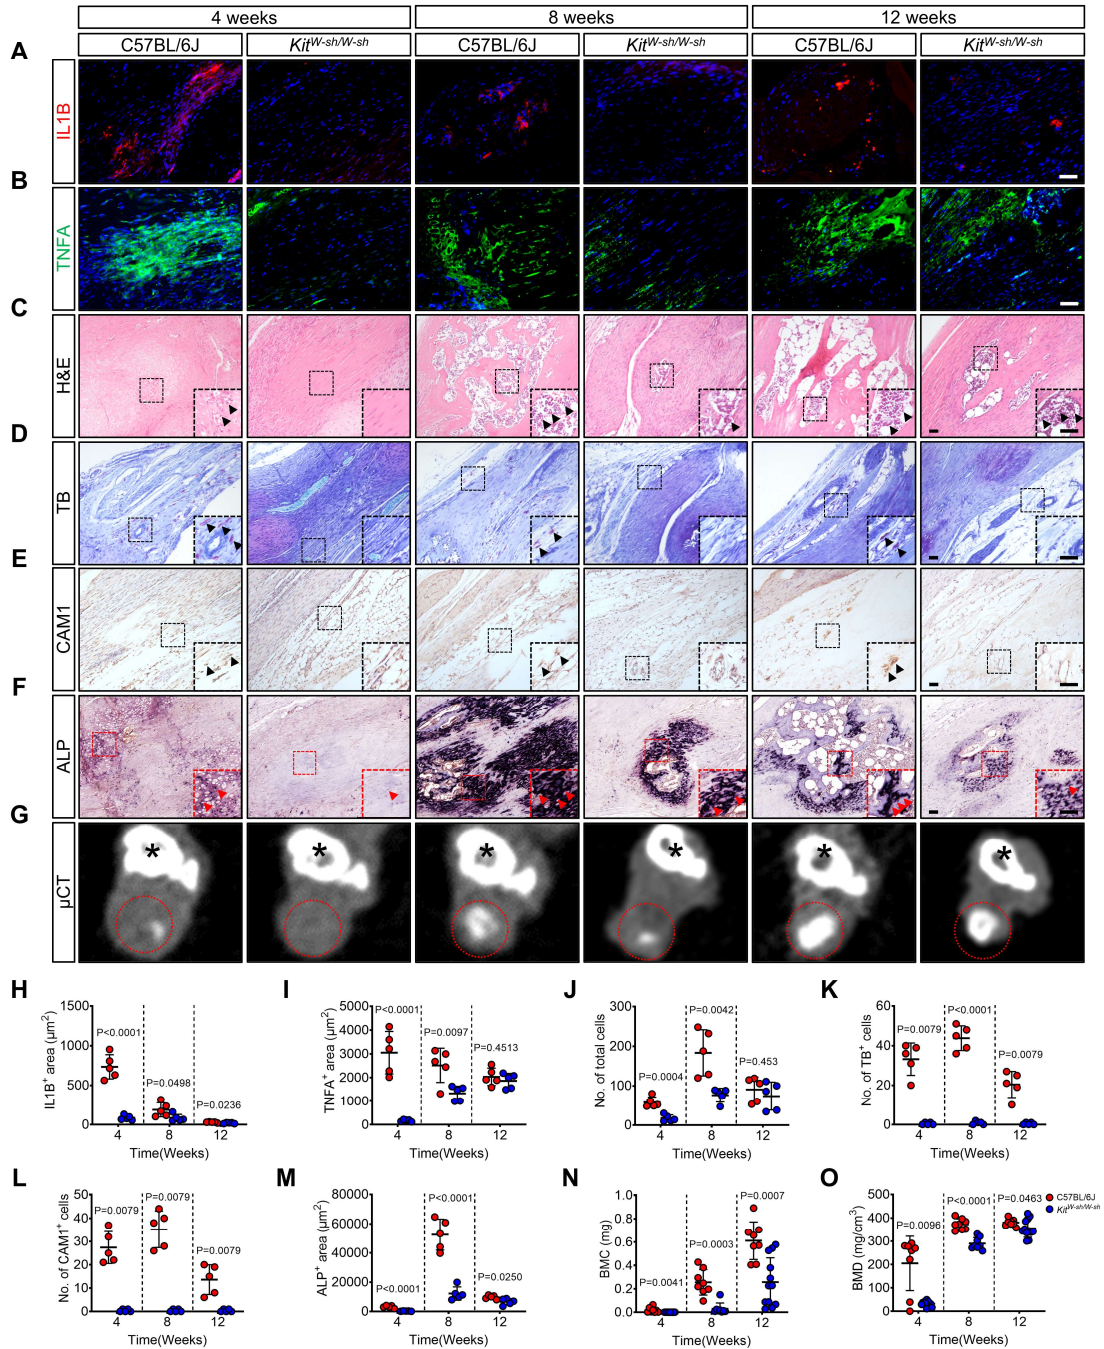 4 weeks 8 weeks 12 weeks
C57BL/6J Kit^W-sh/W-sh C57BL/6J Kit^W-sh/W-sh C57BL/6J Kit^W-sh/W-sh
A
IL1B
B
TNFA
C
H&E
D
TB
E
CAM1
F
ALP
G
* * * * * *
µCT
H I J K
IL1B⁺ area (µm²)
1500
1000
500
0
P<0.0001
P=0.0498
P=0.0236
4 8 12
Time(Weeks)
TNFA⁺ area (µm²)
5000
4000
3000
2000
1000
0
P<0.0001
P=0.0097
P=0.4513
4 8 12
Time(Weeks)
No. of total cells
300
200
100
0
P=0.0004
P=0.0042
P=0.453
4 8 12
Time(Weeks)
No. of TB⁺ cells
60
40
20
0
P=0.0079
P<0.0001
P=0.0079
4 8 12
Time(Weeks)
L M N O
No. of CAM1⁺ cells
50
40
30
20
10
0
P=0.0079
P=0.0079
P=0.0079
4 8 12
Time(Weeks)
ALP⁺ area (µm²)
80000
60000
40000
20000
0
P<0.0001
P<0.0001
P=0.0250
4 8 12
Time(Weeks)
BMC (mg)
1.0
0.8
0.6
0.4
0.2
0.0
P=0.0041
P=0.0003
P=0.0007
4 8 12
Time(Weeks)
BMD (mg/cm³)
500
400
300
200
100
0
P=0.0096
P<0.0001
P=0.0463
4 8 12
Time(Weeks)
C57BL/6J
Kit^W-sh/W-sh